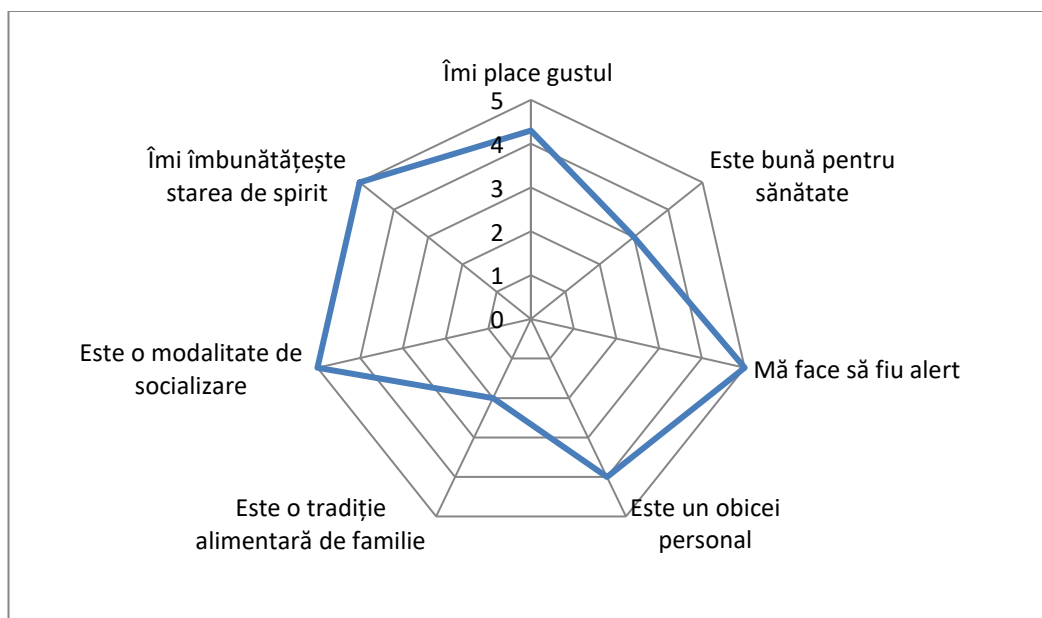 Îmi place gustul
5
4
3
2
1
0
Este bună pentru
sănătate
Mă face să fiu alert
Este un obicei
personal
Este o tradiție
alimentară de familie
Este o modalitate de
socializare
Îmi îmbunătățește
starea de spirit